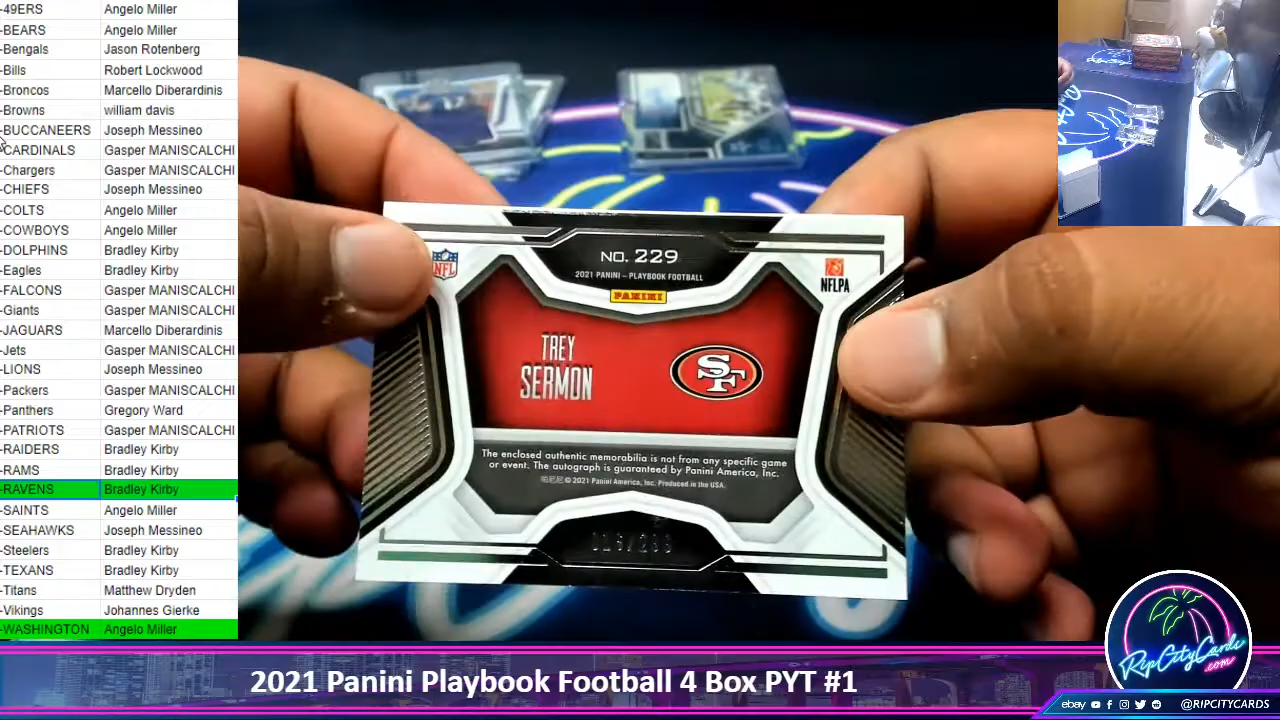 -49ERS Angelo Miller
-BEARS Angelo Miller
-Bengals Jason Rotenberg
-Bills Robert Lockwood
-Broncos Marcello Diberardinis
-Browns william davis
-BUCCANEERS Joseph Messineo
-CARDINALS Gasper MANISCALCHI
-Chargers Gasper MANISCALCHI
-CHIEFS Joseph Messineo
-COLTS Angelo Miller
-COWBOYS Angelo Miller
-DOLPHINS Bradley Kirby
-Eagles Bradley Kirby
-FALCONS Gasper MANISCALCHI
-Giants Gasper MANISCALCHI
-JAGUARS Marcello Diberardinis
-Jets Gasper MANISCALCHI
-LIONS Joseph Messineo
-Packers Gasper MANISCALCHI
-Panthers Gregory Ward
-PATRIOTS Gasper MANISCALCHI
-RAIDERS Bradley Kirby
-RAMS Bradley Kirby
-RAVENS Bradley Kirby
-SAINTS Angelo Miller
-SEAHAWKS Joseph Messineo
-Steelers Bradley Kirby
-TEXANS Bradley Kirby
-Titans Matthew Dryden
-Vikings Johannes Gierke
-WASHINGTON Angelo Miller
NO. 229
2021 PANINI – PLAYBOOK FOOTBALL
PANINI
NFL
NFLPA
TREY
SERMON
SF
The enclosed authentic memorabilia is not from any specific game
or event. The autograph is guaranteed by Panini America, Inc.
© 2021 Panini America, Inc. Produced in the USA.
2021 Panini Playbook Football 4 Box PYT #1
RipCityCards
.com
ebay @RIPCITYCARDS